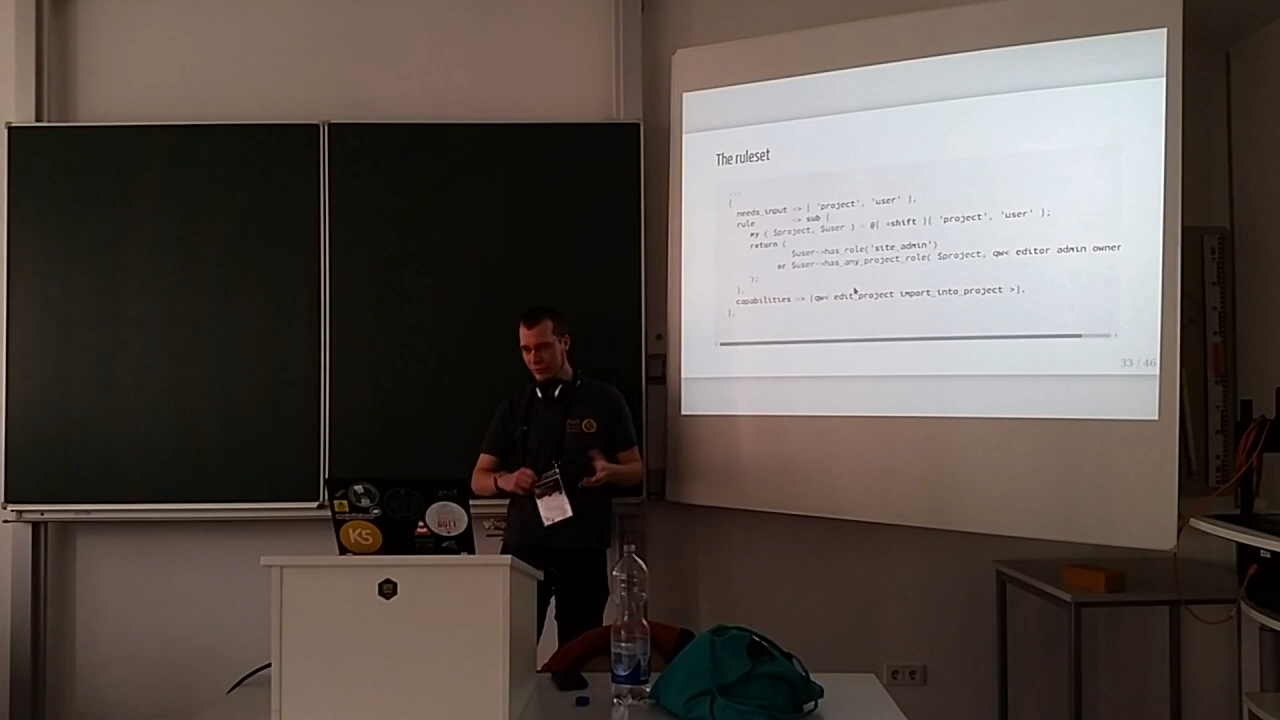 The ruleset
...
{
needs_input => [ 'project', 'user' ],
rule => sub {
my ( $project, $user ) = @{ +shift }{ 'project', 'user' };
return (
$user->has_role('site_admin')
or $user->has_any_project_role( $project, qw< editor admin owner
);
},
capabilities => [qw< edit_project import_into_project >],
},
33 / 46
KS